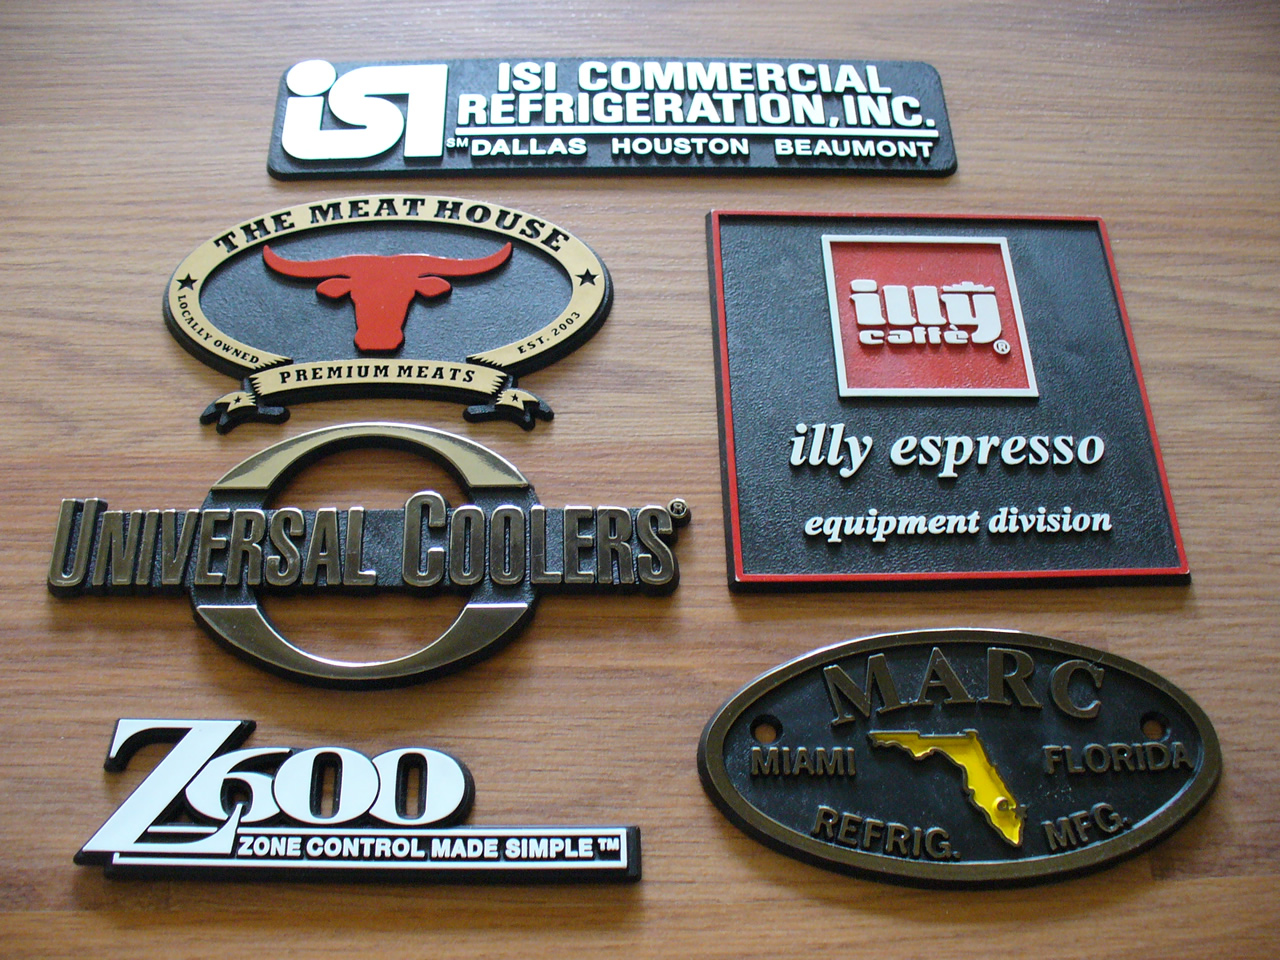 isi
ISI COMMERCIAL
REFRIGERATION, INC.
SM DALLAS HOUSTON BEAUMONT
THE MEAT HOUSE
LOCALLY OWNED
EST. 2003
PREMIUM MEATS
illy
caffè ®
illy espresso
equipment division
UNIVERSAL COOLERS®
MARC
MIAMI FLORIDA
REFRIG. MFG.
Z600
ZONE CONTROL MADE SIMPLE™